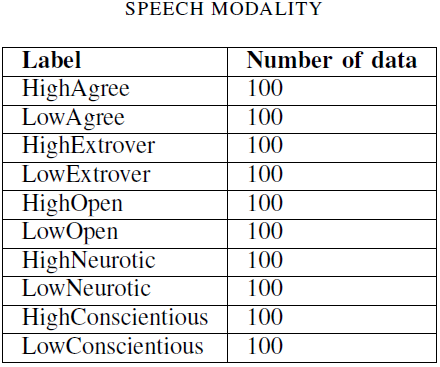 SPEECH MODALITY
Label Number of data
HighAgree 100
LowAgree 100
HighExtrover 100
LowExtrover 100
HighOpen 100
LowOpen 100
HighNeurotic 100
LowNeurotic 100
HighConscientious 100
LowConscientious 100